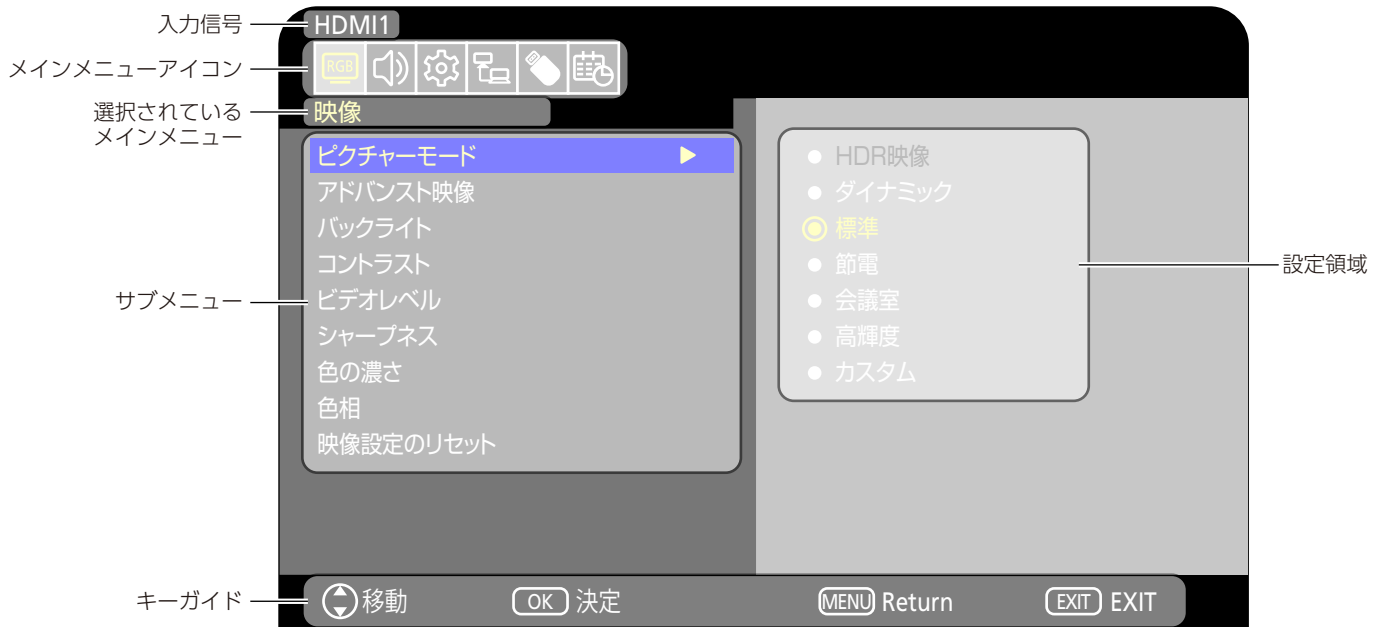 入力信号
HDMI1
メインメニューアイコン
RGB
選択されている
メインメニュー
映像
ピクチャーモード
アドバンスト映像
バックライト
コントラスト
サブメニュー
ビデオレベル
シャープネス
色の濃さ
色相
映像設定のリセット
HDR映像
ダイナミック
標準
節電
会議室
高輝度
カスタム
設定領域
キーガイド
移動
OK 決定
MENU Return
EXIT EXIT